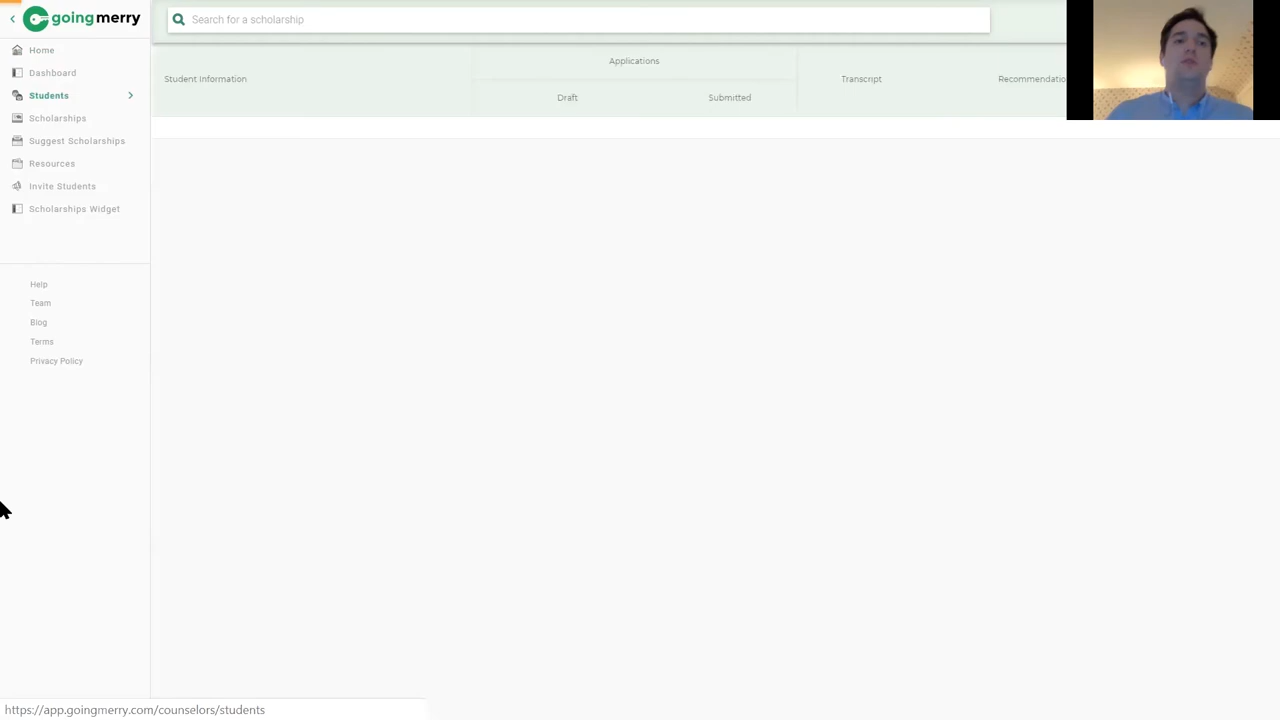 goingmerry
Search for a scholarship
Home
Dashboard
Students
Scholarships
Suggest Scholarships
Resources
Invite Students
Scholarships Widget
Help
Team
Blog
Terms
Privacy Policy
Student Information
Applications
Draft
Submitted
Transcript
Recommendatio
https://app.goingmerry.com/counselors/students